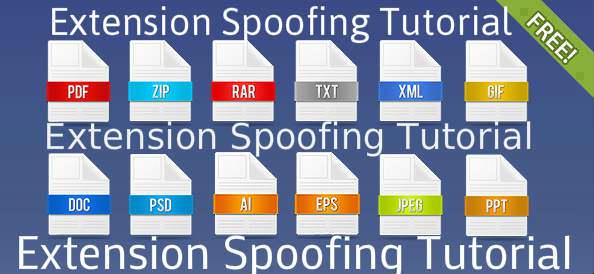 Extension Spoofing Tutorial
FREE!
PDF ZIP RAR TXT XML GIF
Extension Spoofing Tutorial
DOC PSD AI EPS JPEG PPT
Extension Spoofing Tutorial